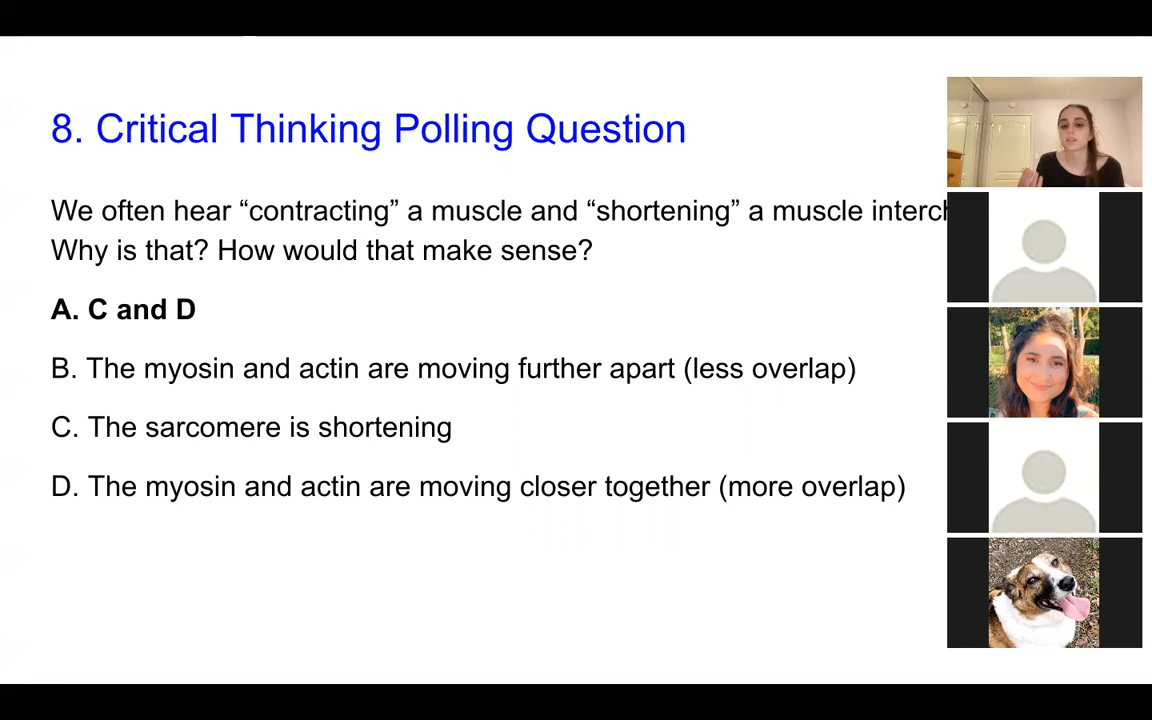 8. Critical Thinking Polling Question
We often hear “contracting” a muscle and “shortening” a muscle
Why is that? How would that make sense?
A. C and D
B. The myosin and actin are moving further apart (less overlap)
C. The sarcomere is shortening
D. The myosin and actin are moving closer together (more overlap)